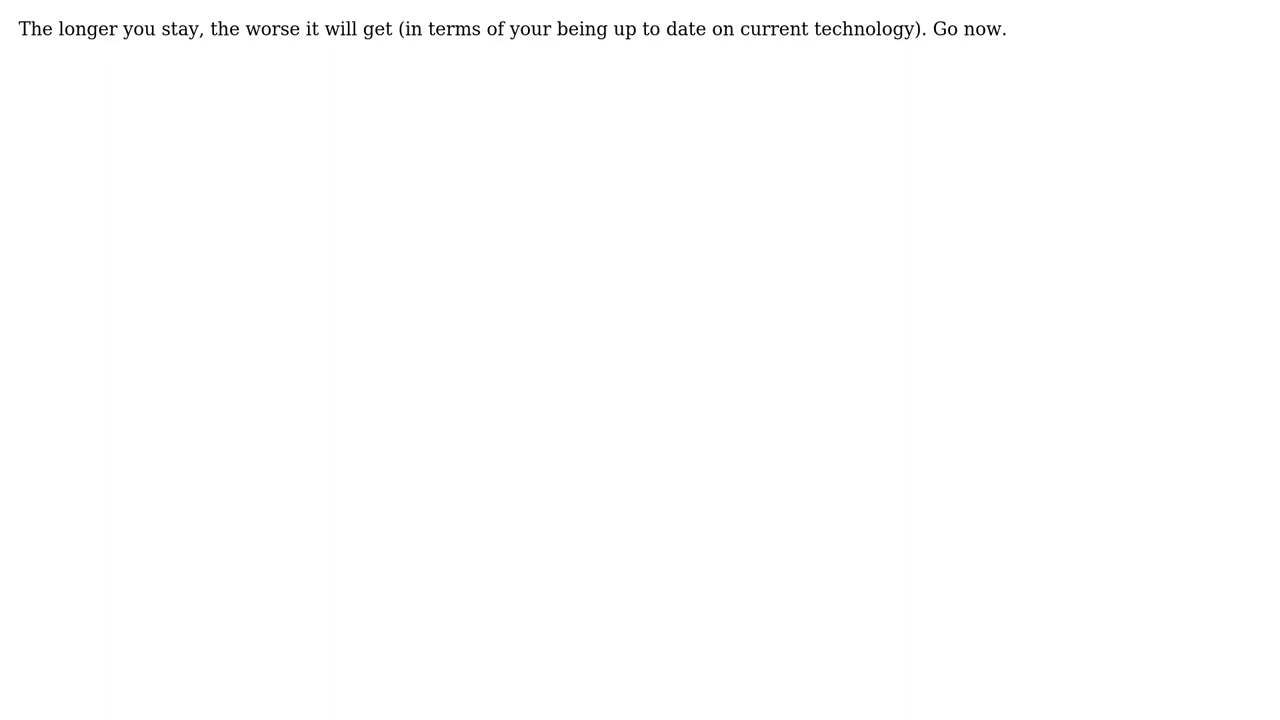 The longer you stay, the worse it will get (in terms of your being up to date on current technology). Go now.